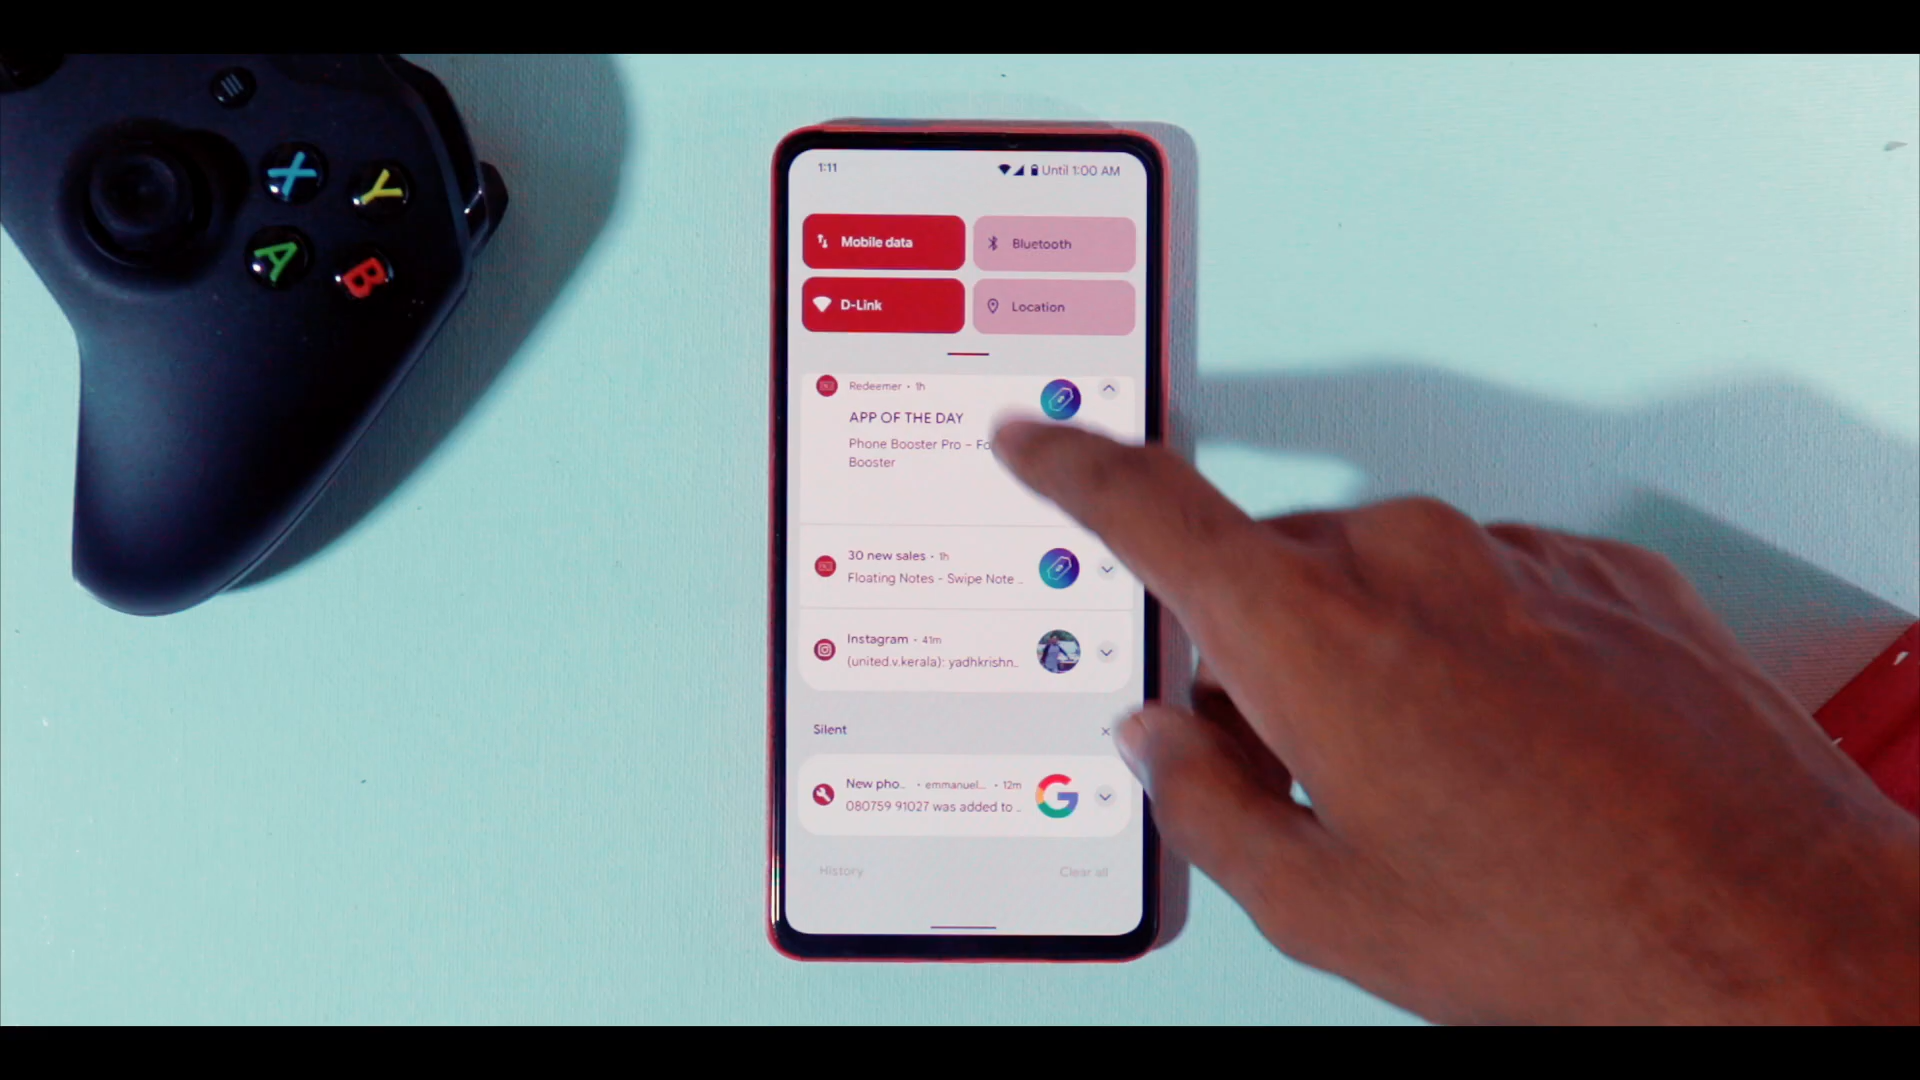 X
Y
A
B
1:11
Until 1:00 AM
Mobile data
Bluetooth
D-Link
Location
Redeemer • 1h
APP OF THE DAY
Phone Booster Pro – Fo
Booster
30 new sales • 1h
Floating Notes - Swipe Note ..
Instagram • 41m
(united.v.kerala): yadhkrishn..
Silent
New pho.. • emmanuel... • 12m
080759 91027 was added to ..
G
History
Clear all